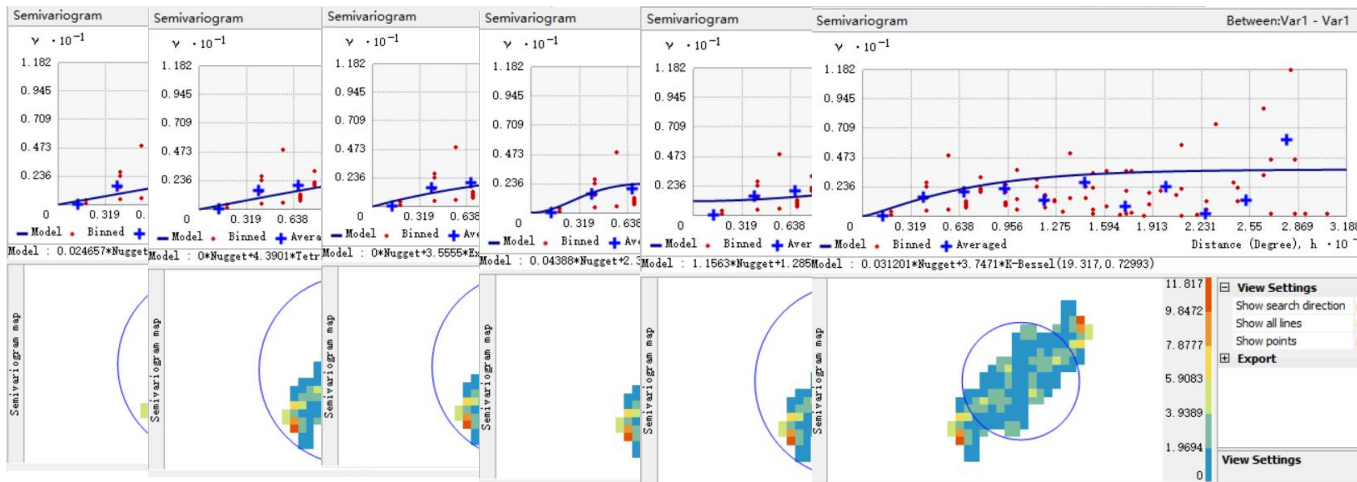 Semivariogram
γ · 10⁻¹
1.182
0.945
0.709
0.473
0.236
0
0.319
0.
Model Binned
Model : 0.024657*Nugget
Semivariogram map
Semivariogram
γ · 10⁻¹
1.182
0.945
0.709
0.473
0.236
0
0.319
0.638
Model Binned Avera
Model : 0*Nugget+4.3901*Tetr
Semivariogram map
Semivariogram
γ · 10⁻¹
1.182
0.945
0.709
0.473
0.236
0
0.319
0.638
Model Binned Aver
Model : 0*Nugget+3.5555*Ex
Semivariogram map
Semivariogram
γ · 10⁻¹
1.182
0.945
0.709
0.473
0.236
0
0.319
0.638
Model Binned Ave
Model : 0.04388*Nugget+2.3
Semivariogram map
Semivariogram
γ · 10⁻¹
1.182
0.945
0.709
0.473
0.236
0
0.319
0.638
Model Binned Aver
Model : 1.1563*Nugget+1.285
Semivariogram map
Semivariogram Between:Var1 - Var1
γ · 10⁻¹
1.182
0.945
0.709
0.473
0.236
0
0.319 0.638 0.956 1.275 1.594 1.913 2.231 2.55 2.869 3.188
Model Binned Averaged Distance (Degree), h · 10⁻
Model : 0.031201*Nugget+3.7471*K-Bessel(19.317,0.72993)
Semivariogram map
11.817
9.8472
7.8777
5.9083
3.9389
1.9694
0
View Settings
Show search direction
Show all lines
Show points
Export
View Settings